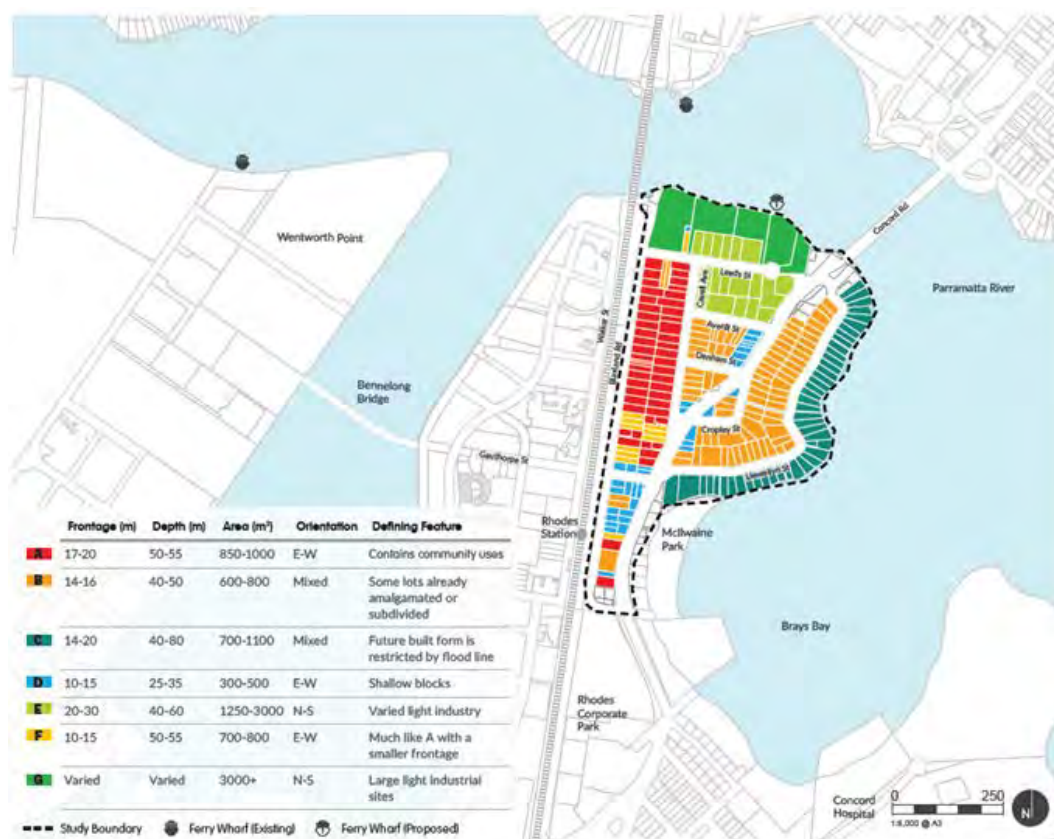 Wentworth Point
Concord Rd
Parramatta River
Leeds St
Cavell Ave
Averill St
Denham St
Walker St
Blaxland Rd
Bennelong
Bridge
Cropley St
Gauthorpe St
Llewellyn St
Rhodes
Station
McIlwaine
Park
Brays Bay
Rhodes
Corporate
Park
Frontage (m) Depth (m) Area (m²) Orientation Defining Feature
A 17-20 50-55 850-1000 E-W Contains community uses
B 14-16 40-50 600-800 Mixed Some lots already
amalgamated or
subdivided
C 14-20 40-80 700-1100 Mixed Future built form is
restricted by flood line
D 10-15 25-35 300-500 E-W Shallow blocks
E 20-30 40-60 1250-3000 N-S Varied light industry
F 10-15 50-55 700-800 E-W Much like A with a
smaller frontage
G Varied Varied 3000+ N-S Large light industrial
sites
Study Boundary Ferry Wharf (Existing) Ferry Wharf (Proposed)
Concord
Hospital
0 250
1:8,000 @ A3
N